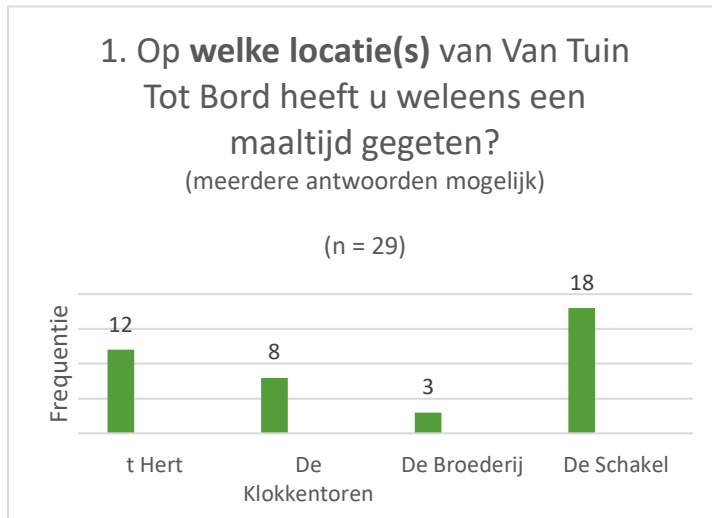 1. Op welke locatie(s) van Van Tuin
Tot Bord heeft u weleens een
maaltijd gegeten?
(meerdere antwoorden mogelijk)
(n = 29)
Frequentie
12
8
3
18
t Hert
De
Klokkentoren
De Broederij
De Schakel